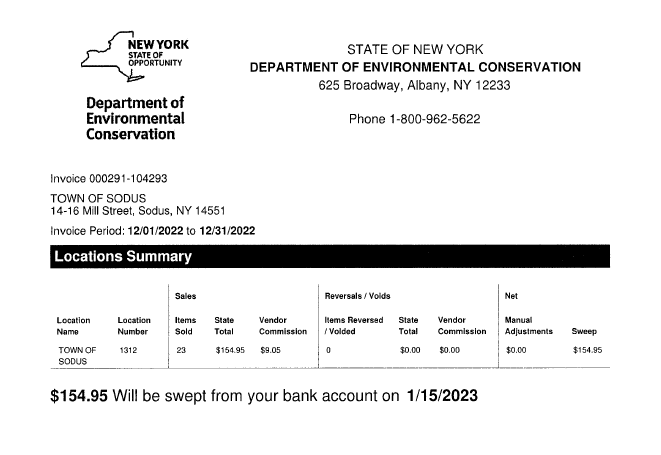 NEW YORK
STATE OF
OPPORTUNITY
Department of
Environmental
Conservation
STATE OF NEW YORK
DEPARTMENT OF ENVIRONMENTAL CONSERVATION
625 Broadway, Albany, NY 12233
Phone 1-800-962-5622
Invoice 000291-104293
TOWN OF SODUS
14-16 Mill Street, Sodus, NY 14551
Invoice Period: 12/01/2022 to 12/31/2022
Locations Summary
Sales Reversals / Voids Net
Location Location Items State Vendor Items Reversed State Vendor Manual
Name Number Sold Total Commission / Voided Total Commission Adjustments Sweep
TOWN OF 1312 23 $154.95 $9.05 0 $0.00 $0.00 $0.00 $154.95
SODUS
$154.95 Will be swept from your bank account on 1/15/2023